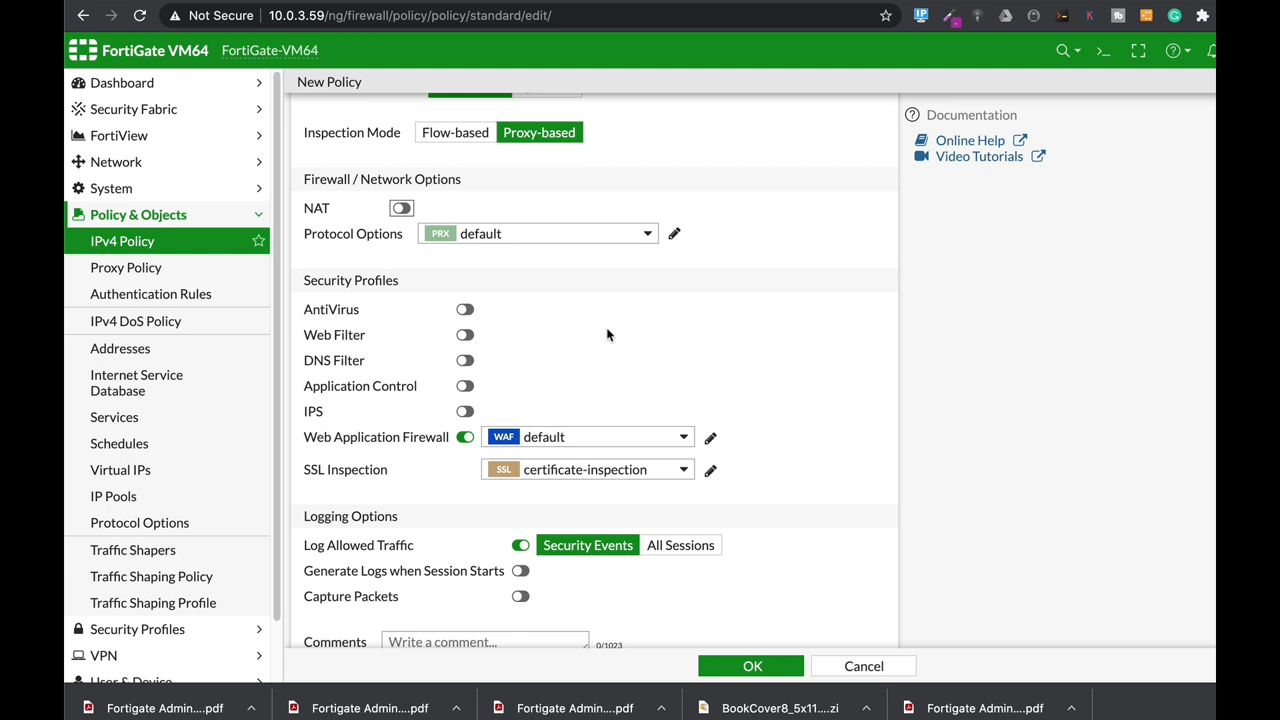 Not Secure 10.0.3.59/ng/firewall/policy/policy/standard/edit/
FortiGate VM64 FortiGate-VM64
New Policy
Dashboard
Security Fabric
FortiView
Network
System
Policy & Objects
IPv4 Policy
Proxy Policy
Authentication Rules
IPv4 DoS Policy
Addresses
Internet Service
Database
Services
Schedules
Virtual IPs
IP Pools
Protocol Options
Traffic Shapers
Traffic Shaping Policy
Traffic Shaping Profile
Security Profiles
VPN
User & Device
Inspection Mode Flow-based Proxy-based
Firewall / Network Options
NAT
Protocol Options PRX default
Security Profiles
AntiVirus
Web Filter
DNS Filter
Application Control
IPS
Web Application Firewall WAF default
SSL Inspection SSL certificate-inspection
Logging Options
Log Allowed Traffic Security Events All Sessions
Generate Logs when Session Starts
Capture Packets
Comments Write a comment... 0/1023
OK Cancel
Documentation
Online Help
Video Tutorials
Fortigate Admin....pdf Fortigate Admin....pdf Fortigate Admin....pdf BookCover8_5x11....zi Fortigate Admin....pdf